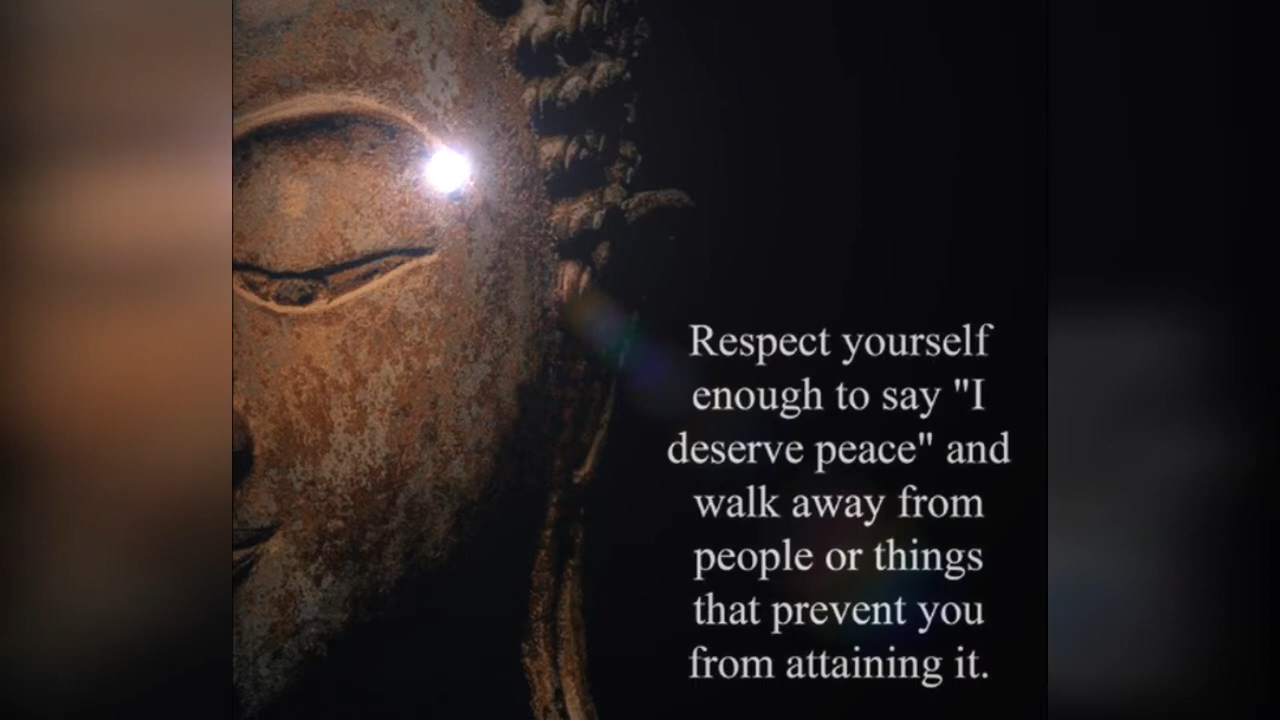 Respect yourself
enough to say "I
deserve peace" and
walk away from
people or things
that prevent you
from attaining it.